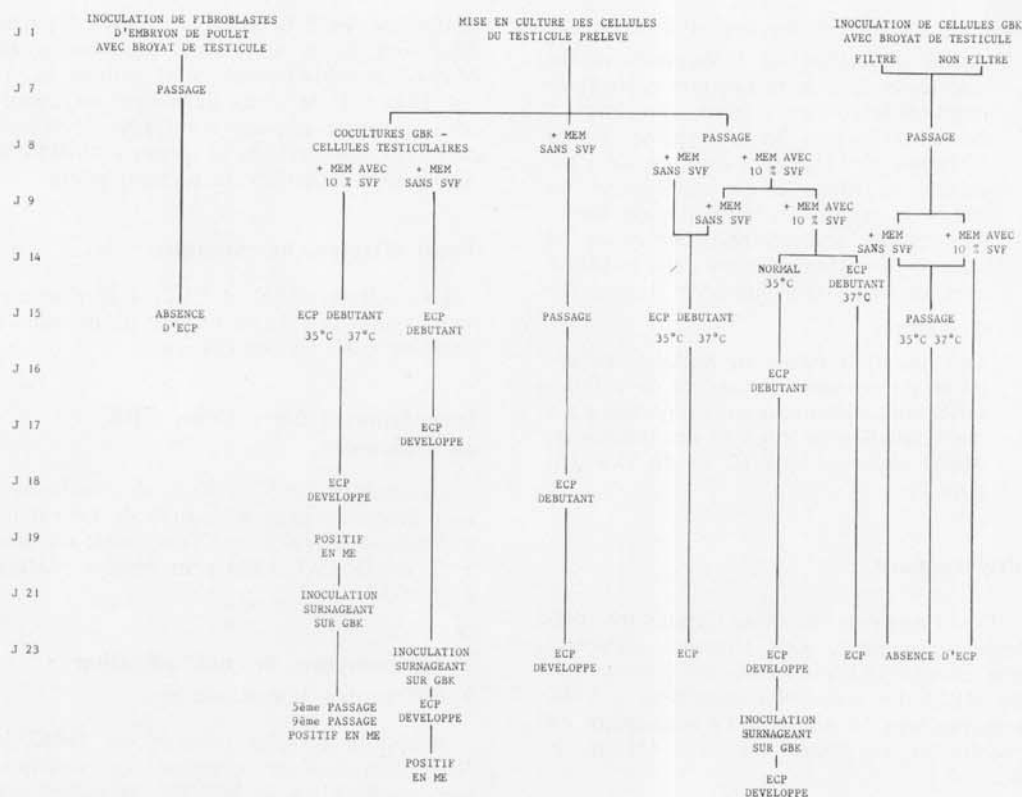 J 1
INOCULATION DE FIBROBLASTES
D'EMBRYON DE POULET
AVEC BROYAT DE TESTICULE
MISE EN CULTURE DES CELLULES
DU TESTICULE PRELEVE
INOCULATION DE CELLULES GBK
AVEC BROYAT DE TESTICULE
FILTRE NON FILTRE
J 7
PASSAGE
J 8
COCULTURES GBK -
CELLULES TESTICULAIRES
+ MEM AVEC
10 % SVF
+ MEM
SANS SVF
+ MEM
SANS SVF
PASSAGE
+ MEM
SANS SVF
+ MEM AVEC
10 % SVF
PASSAGE
J 9
+ MEM
SANS SVF
+ MEM AVEC
10 % SVF
+ MEM
SANS SVF
+ MEM AVEC
10 % SVF
J 14
NORMAL
35°C
ECP
DEBUTANT
37°C
J 15
ABSENCE
D'ECP
ECP DEBUTANT
35°C 37°C
ECP
DEBUTANT
PASSAGE
ECP DEBUTANT
35°C 37°C
PASSAGE
35°C 37°C
J 16
ECP
DEBUTANT
J 17
ECP
DEVELOPPE
J 18
ECP
DEVELOPPE
ECP
DEBUTANT
J 19
POSITIF
EN ME
J 21
INOCULATION
SURNAGEANT
SUR GBK
J 23
INOCULATION
SURNAGEANT
SUR GBK
ECP
DEVELOPPE
ECP
ECP
DEVELOPPE
ECP
ABSENCE D'ECP
5ème PASSAGE
9ème PASSAGE
POSITIF EN ME
ECP
DEVELOPPE
INOCULATION
SURNAGEANT
SUR GBK
POSITIF
EN ME
ECP
DEVELOPPE